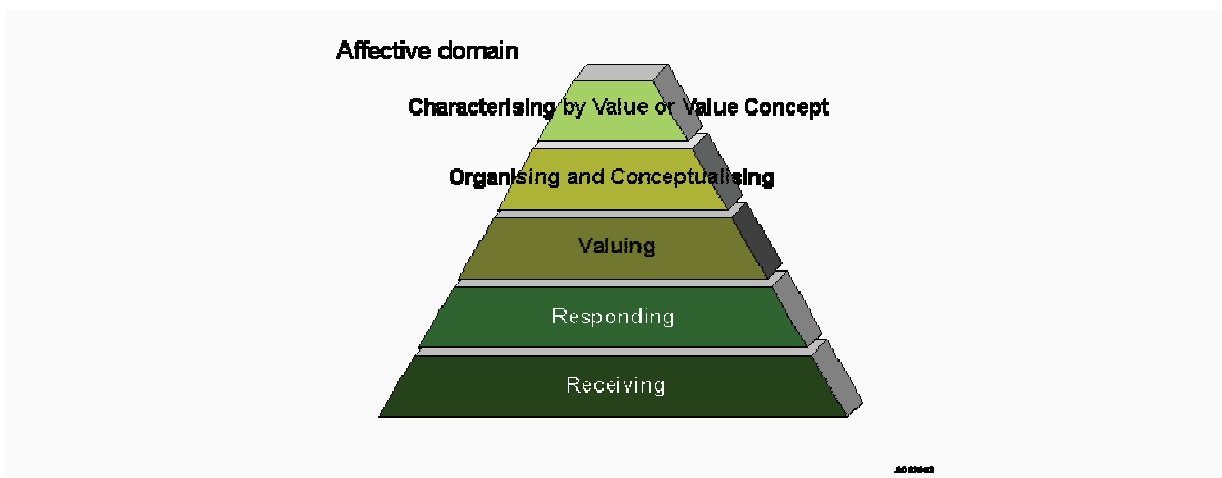 Affective domain
Characterising by Value or Value Concept
Organising and Conceptualising
Valuing
Responding
Receiving